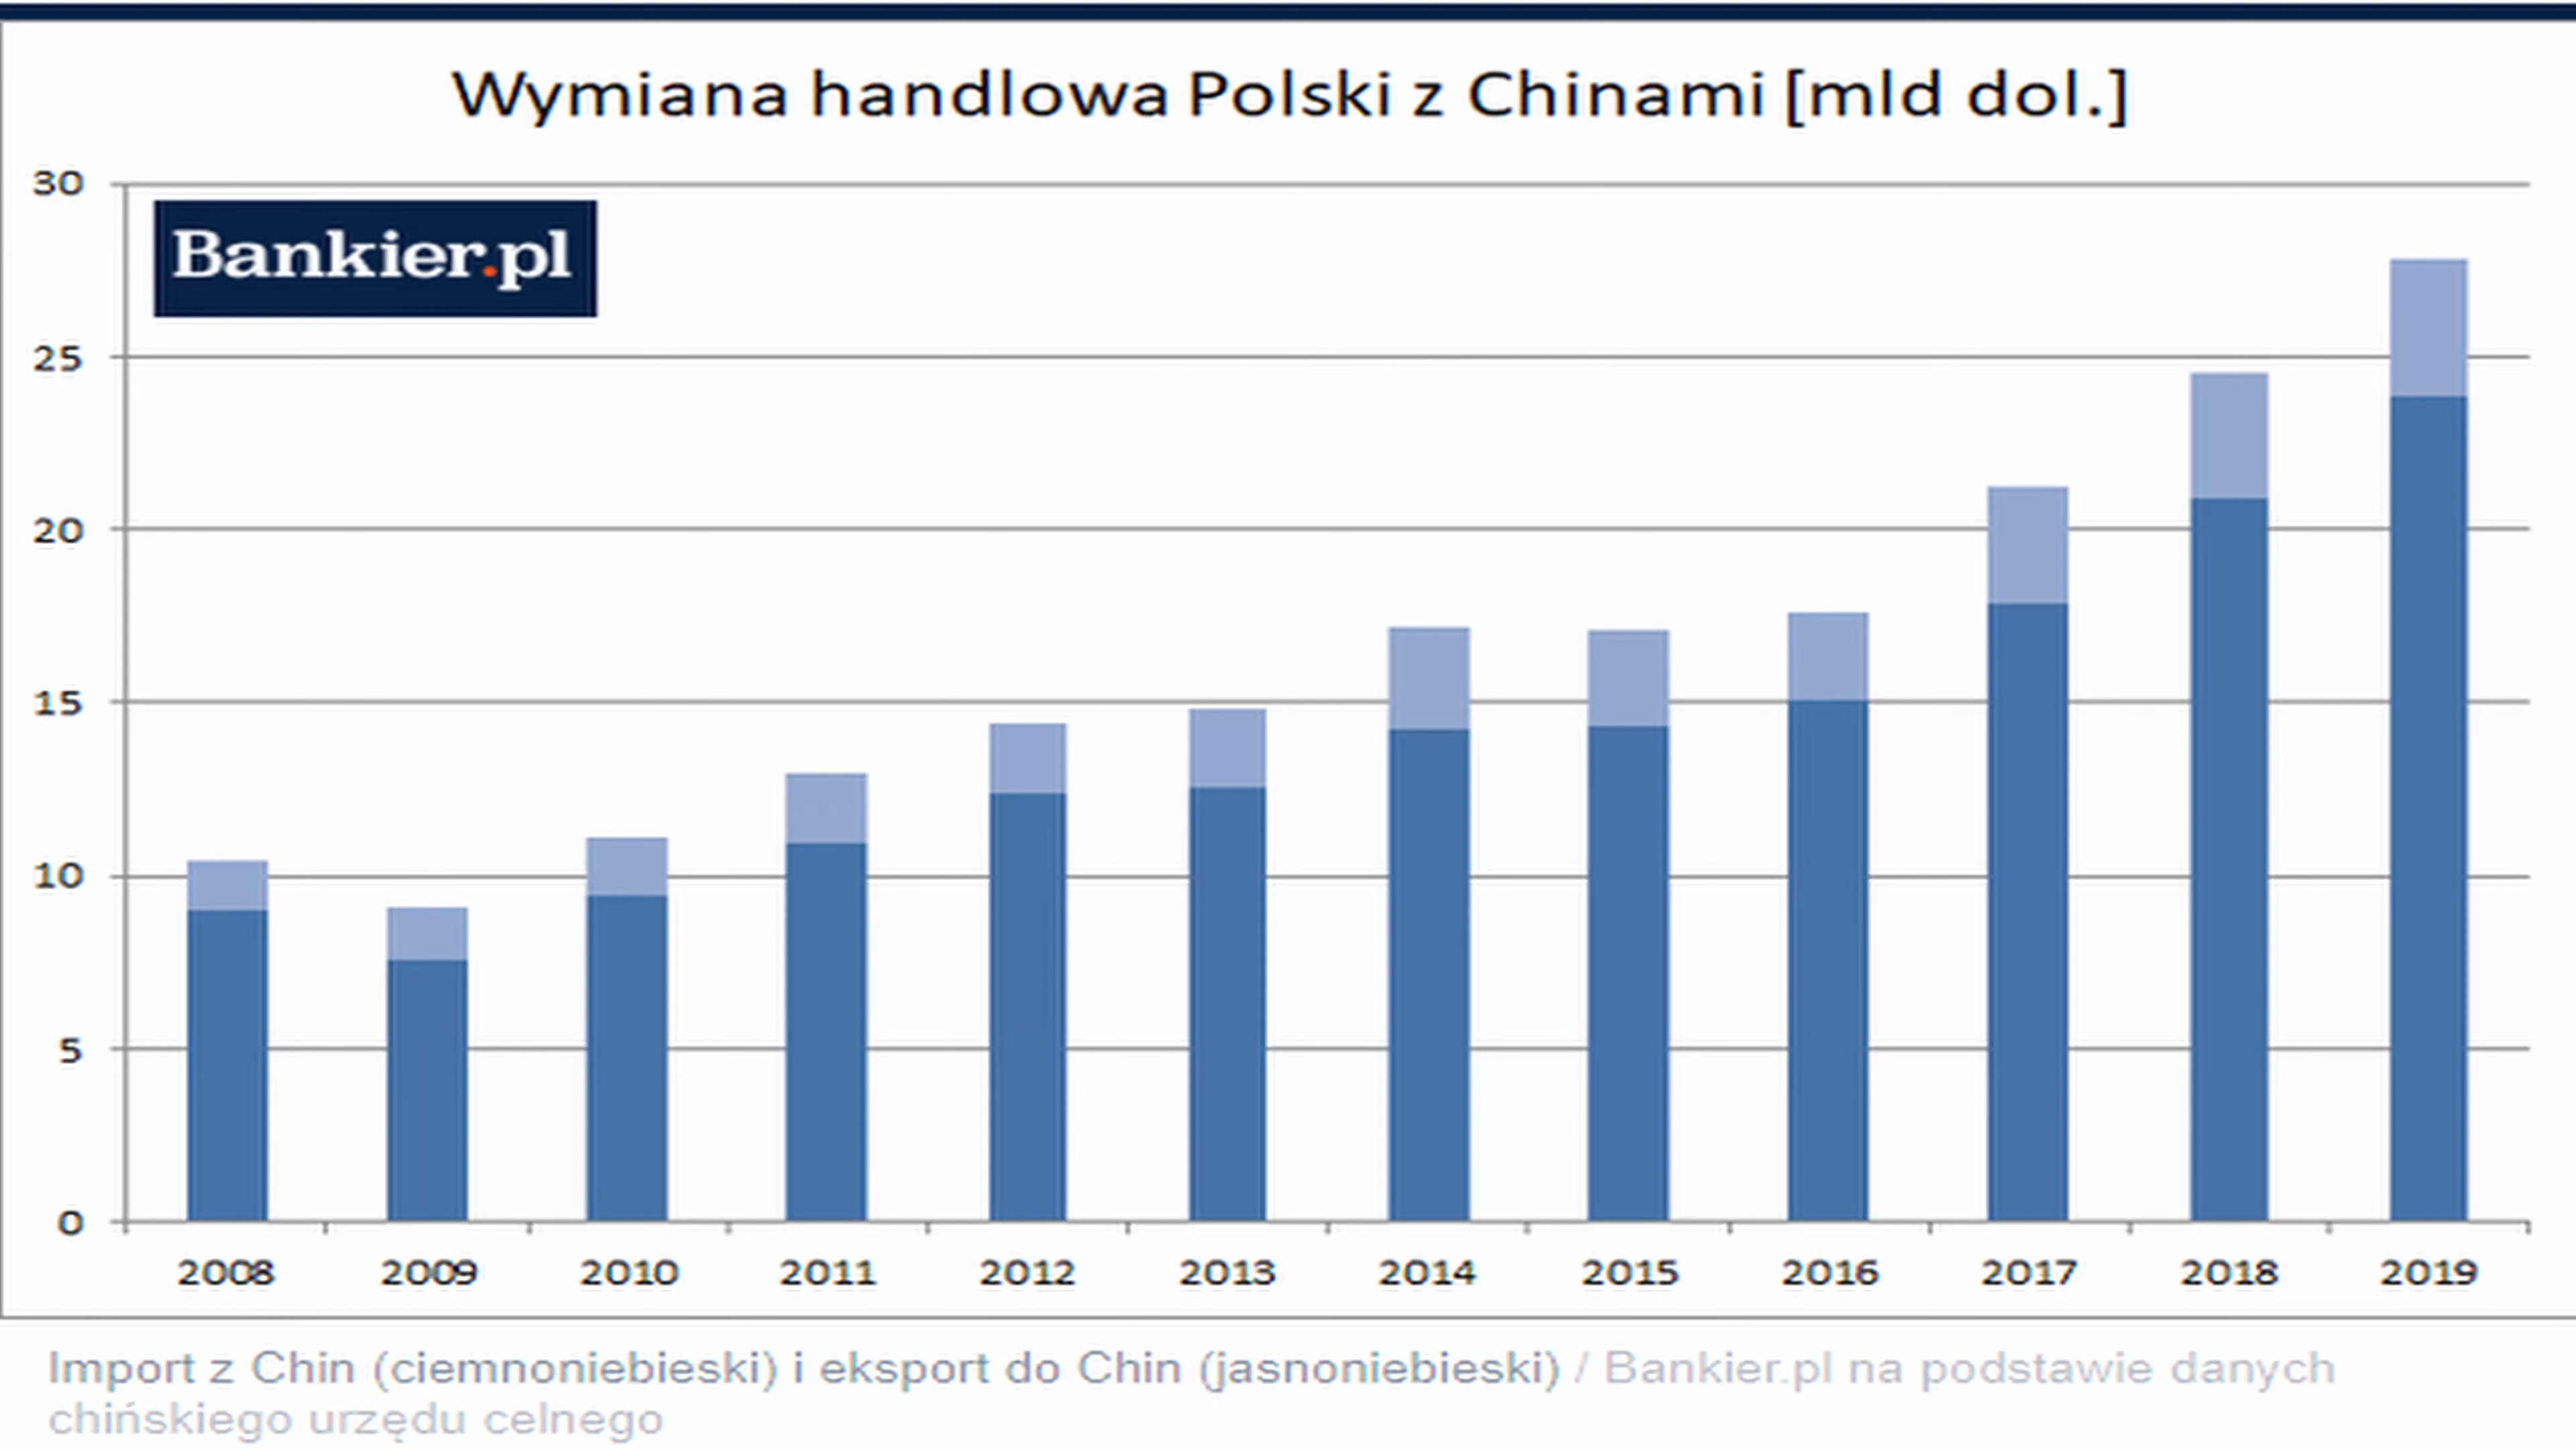 Wymiana handlowa Polski z Chinami [mld dol.]
30
Bankier.pl
25
20
15
10
5
0
2008 2009 2010 2011 2012 2013 2014 2015 2016 2017 2018 2019
Import z Chin (ciemnoniebieski) i eksport do Chin (jasnoniebieski) / Bankier.pl na podstawie danych
chińskiego urzędu celnego